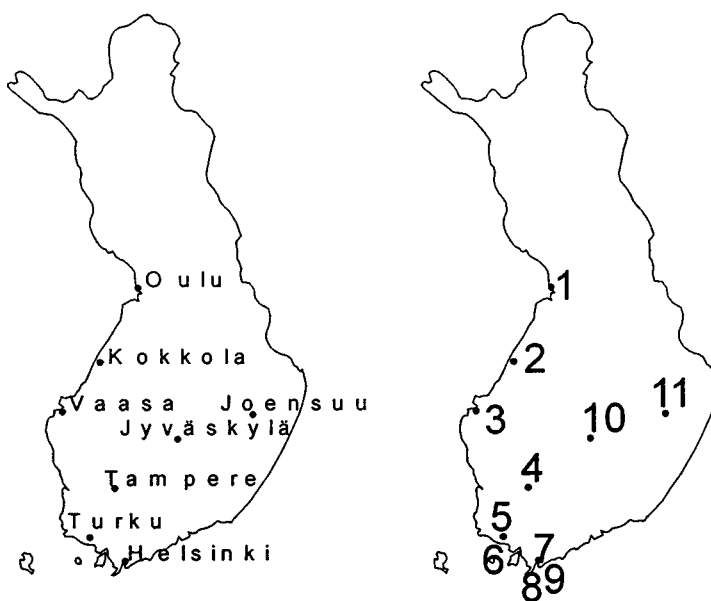 Oulu
Kokkola
Vaasa
Joensuu
Jyväskylä
Tampere
Turku
Helsinki
1
2
3
11
10
4
5
6
7
8
9